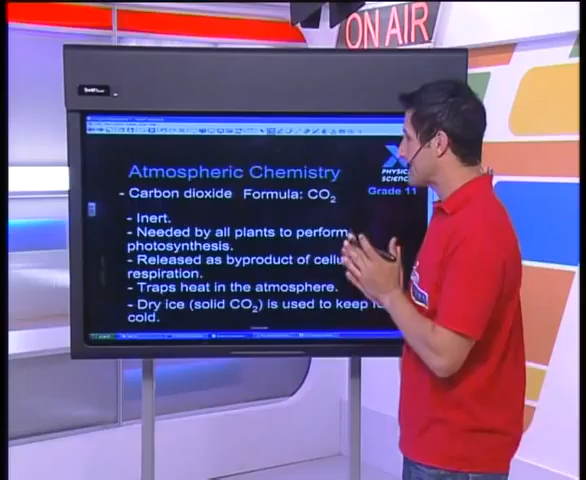 ON AIR
Atmospheric Chemistry
PHYSICAL
SCIENCE
Grade 11
- Carbon dioxide Formula: CO₂
- Inert.
- Needed by all plants to perform
photosynthesis.
- Released as byproduct of
respiration.
- Traps heat in the atmosphere.
- Dry ice (solid CO₂) is used to keep
cold.